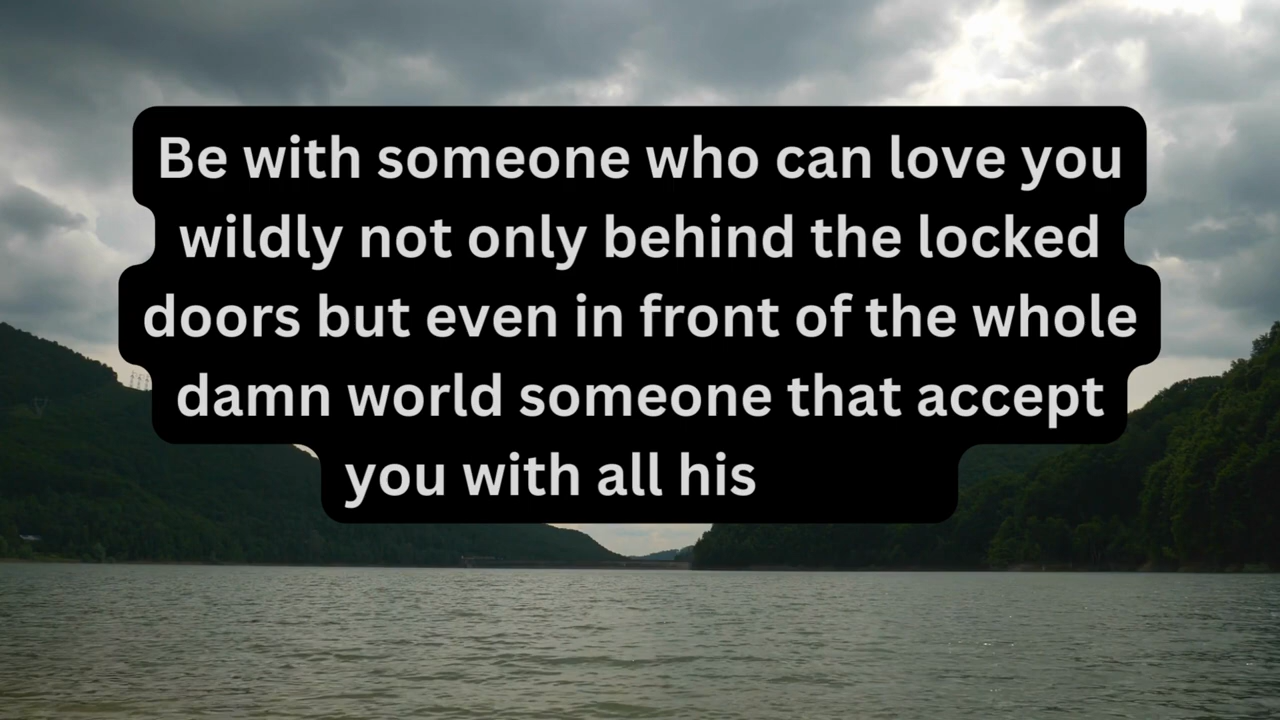 Be with someone who can love you
wildly not only behind the locked
doors but even in front of the whole
damn world someone that accept
you with all his